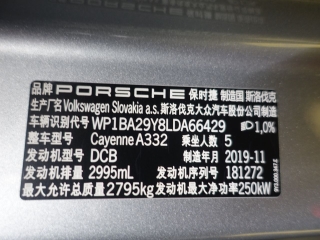 品牌 PORSCHE 保时捷 制造国 斯洛伐克
生产厂名 Volkswagen Slovakia a.s. 斯洛伐克大众汽车股份公司制造
车辆识别代号 WP1BA29Y8LDA66429 1,0%
整车型号 Cayenne A332 乘坐人数 5
发动机型号 DCB 制造年月 2019-11
发动机排量 2995mL 发动机号 181272
最大允许总质量 2795kg 发动机最大净功率 250kW